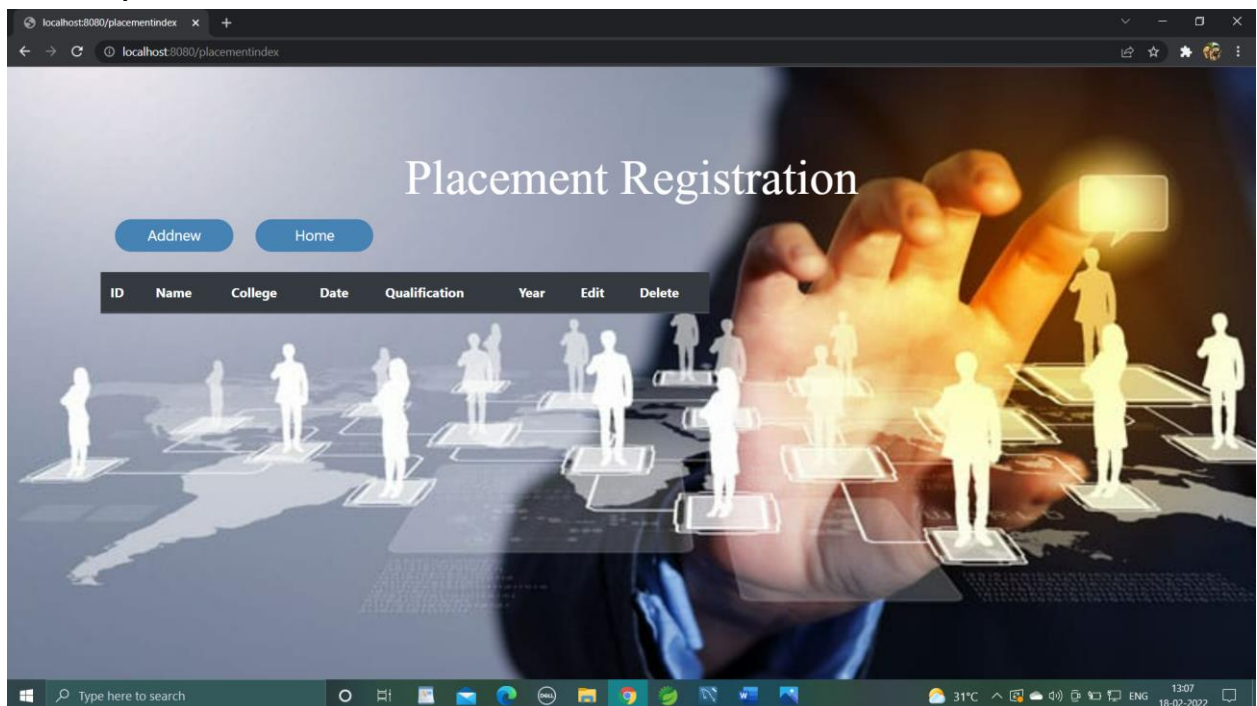 localhost:8080/placementindex
localhost:8080/placementindex
Placement Registration
Addnew Home
ID Name College Date Qualification Year Edit Delete
Type here to search
DELL
W
31°C ENG 13:07
18-02-2022